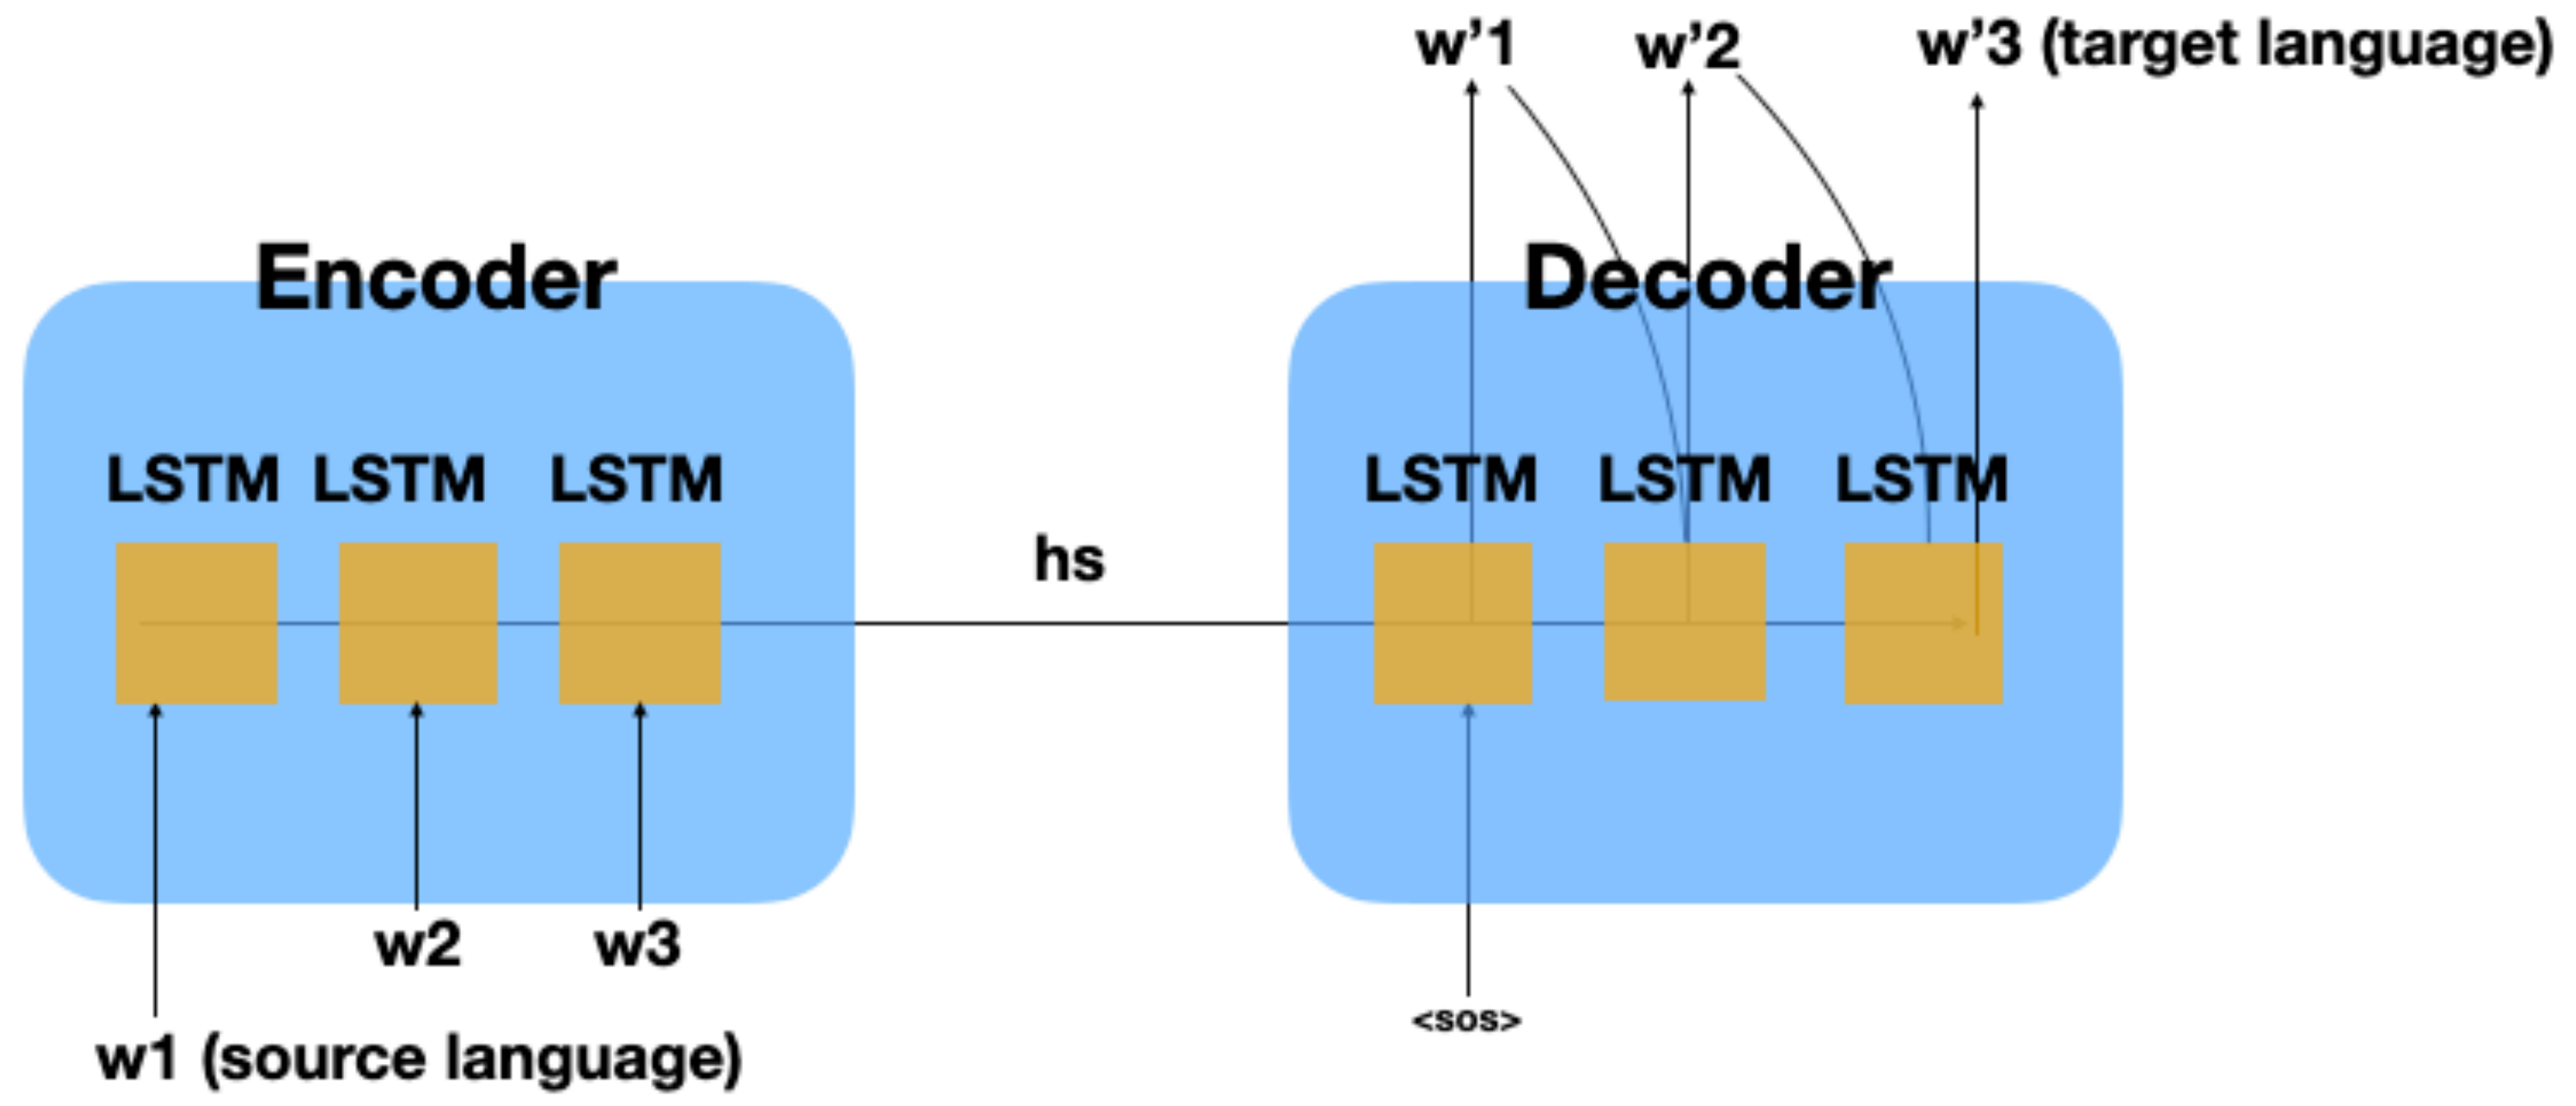 w’1 w’2 w’3 (target language)
Encoder Decoder
LSTM LSTM LSTM LSTM LSTM LSTM
hs
w2 w3
<sos>
w1 (source language)